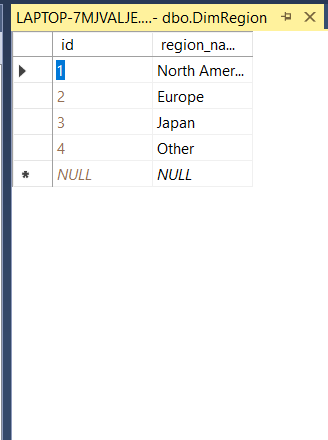 LAPTOP-7MJVALJE....- dbo.DimRegion
id region_na...
1 North Amer...
2 Europe
3 Japan
4 Other
NULL NULL